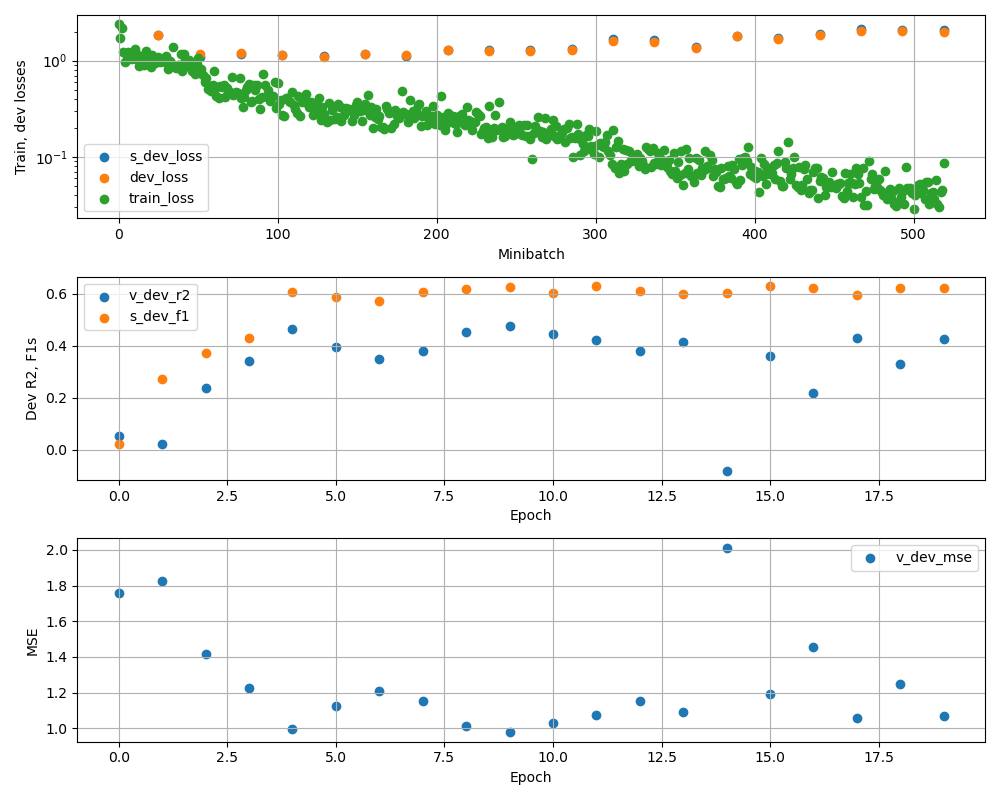 Train, dev losses
10⁰
10⁻¹
s_dev_loss
dev_loss
train_loss
0 100 200 300 400 500
Minibatch
Dev R2, F1s
0.6
0.4
0.2
0.0
v_dev_r2
s_dev_f1
0.0 2.5 5.0 7.5 10.0 12.5 15.0 17.5
Epoch
MSE
2.0
1.8
1.6
1.4
1.2
1.0
v_dev_mse
0.0 2.5 5.0 7.5 10.0 12.5 15.0 17.5
Epoch